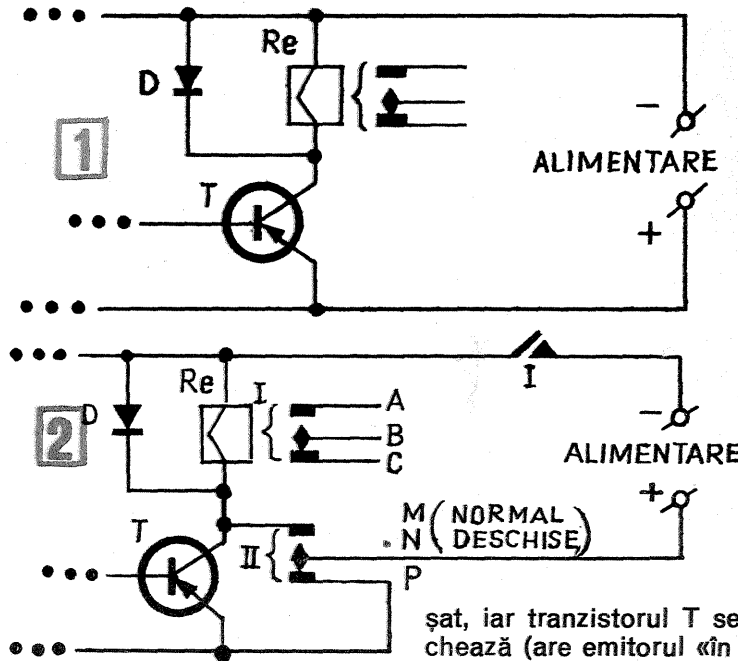 Re
D
1
T
-
ALIMENTARE
+
I
Re I
A
D
2
B
C
-
ALIMENTARE
+
T
M (NORMAL
N DESCHISE)
II
P
șat, iar tranzistorul T se
chează (are emitorul «în